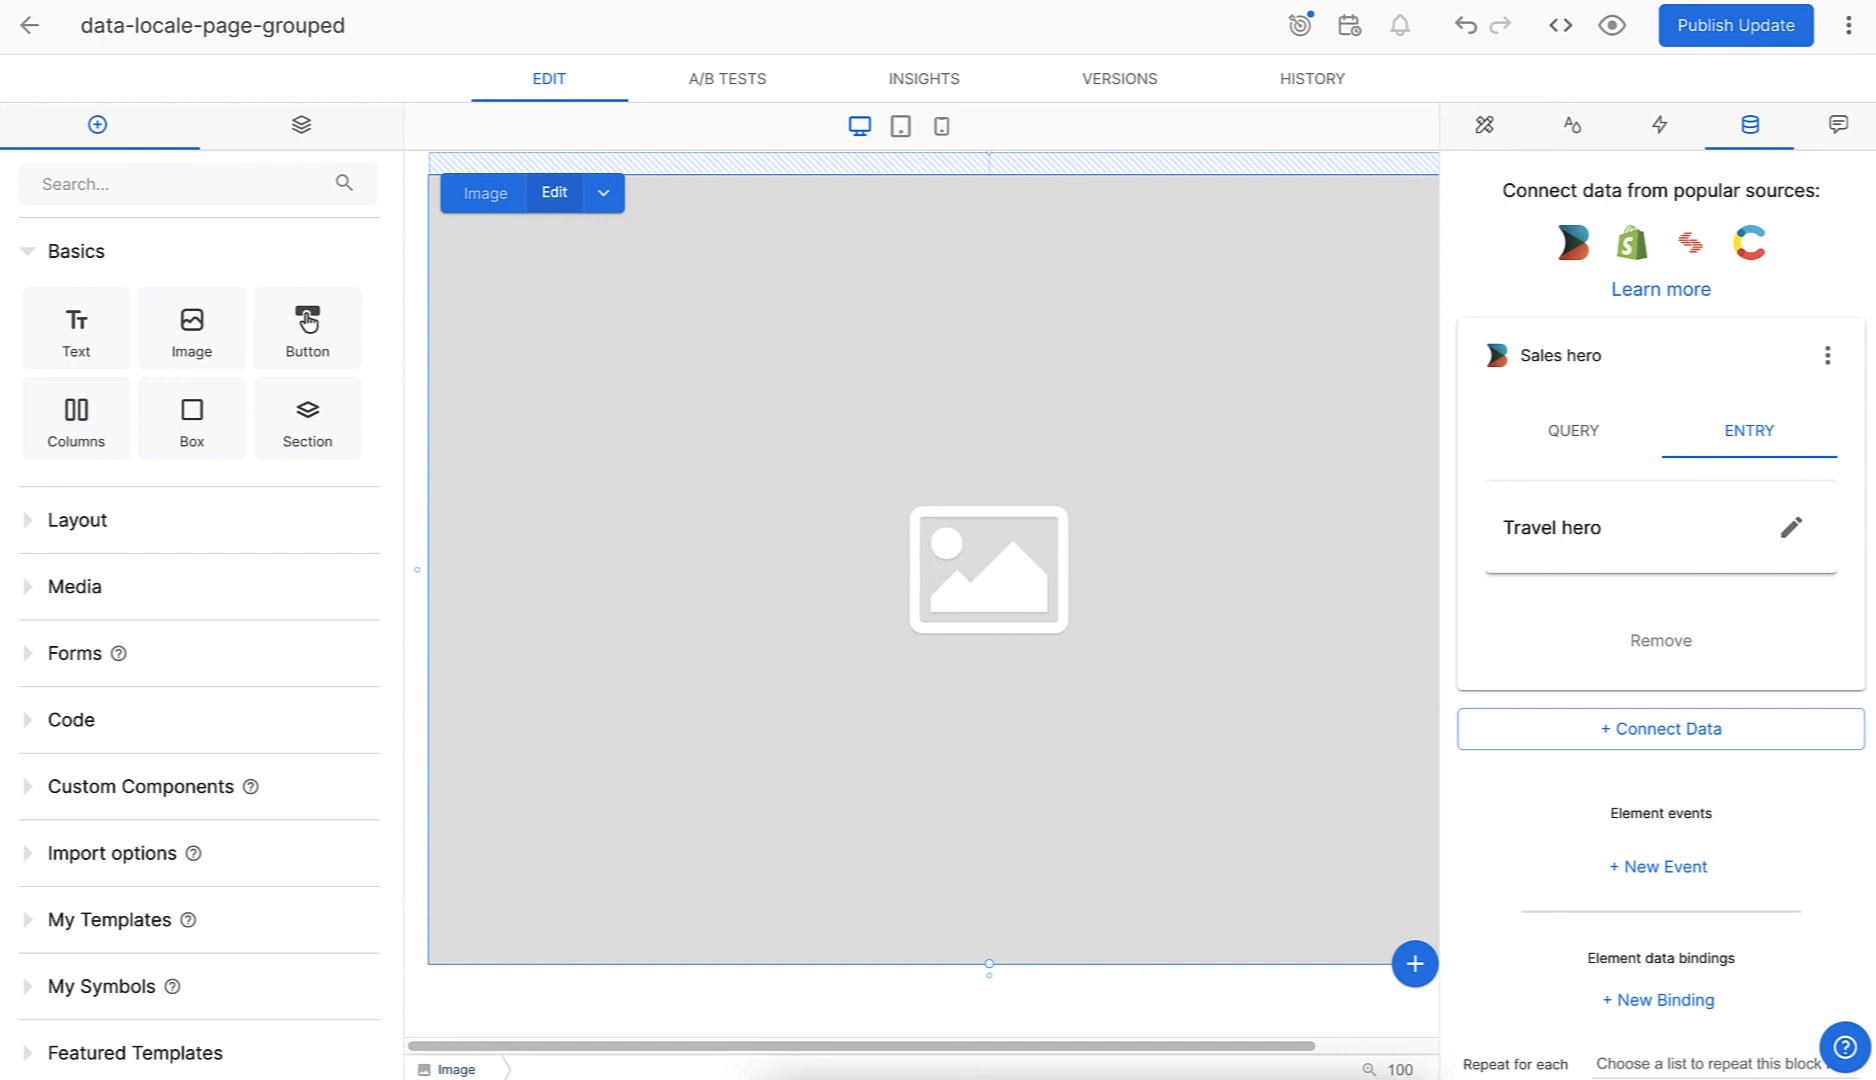 data-locale-page-grouped
Publish Update
EDIT
A/B TESTS
INSIGHTS
VERSIONS
HISTORY
Search...
Basics
Text
Image
Button
Columns
Box
Section
Layout
Media
Forms
Code
Custom Components
Import options
My Templates
My Symbols
Featured Templates
Image
Edit
Image
100
Connect data from popular sources:
Learn more
Sales hero
QUERY
ENTRY
Travel hero
Remove
+ Connect Data
Element events
+ New Event
Element data bindings
+ New Binding
Repeat for each
Choose a list to repeat this block